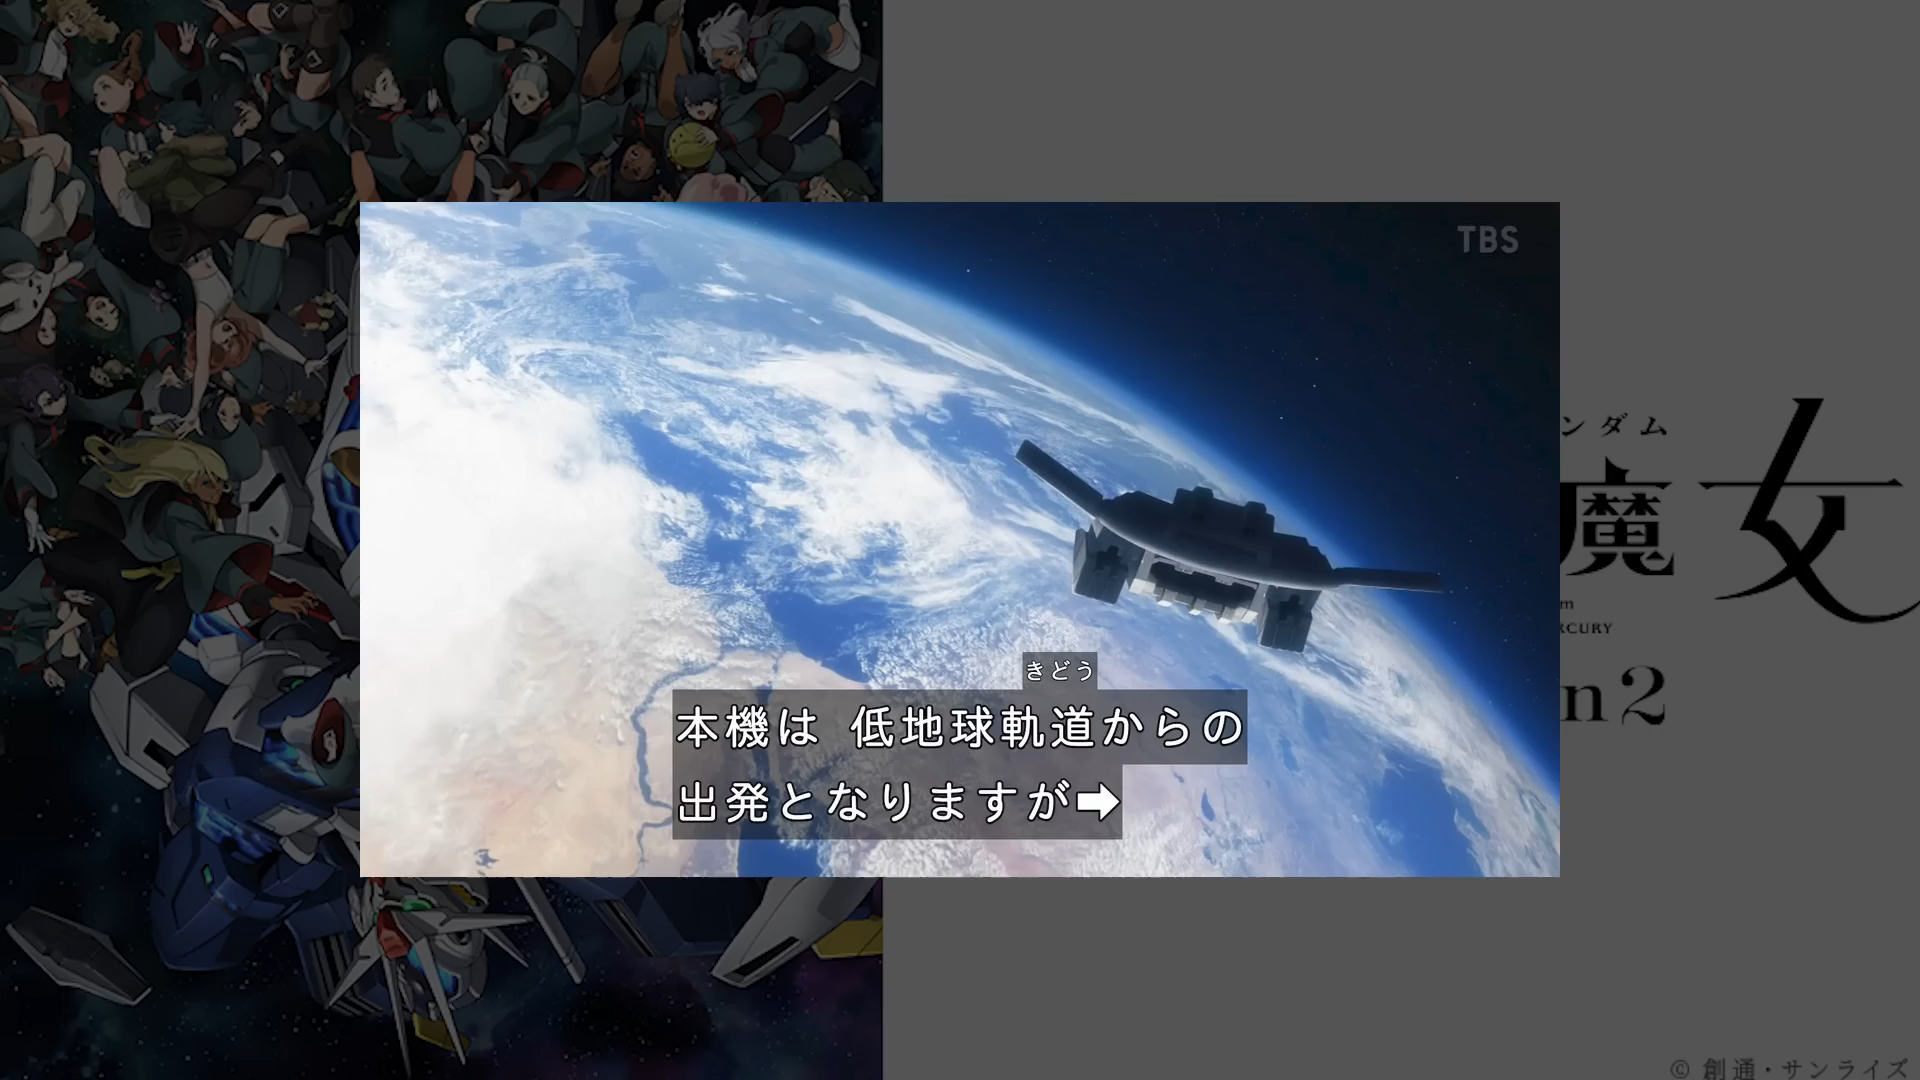 TBS
ンダム
魔女
m
RCURY
n2
きどう
本機は 低地球軌道からの
出発となりますが➡
© 創通・サンライズ